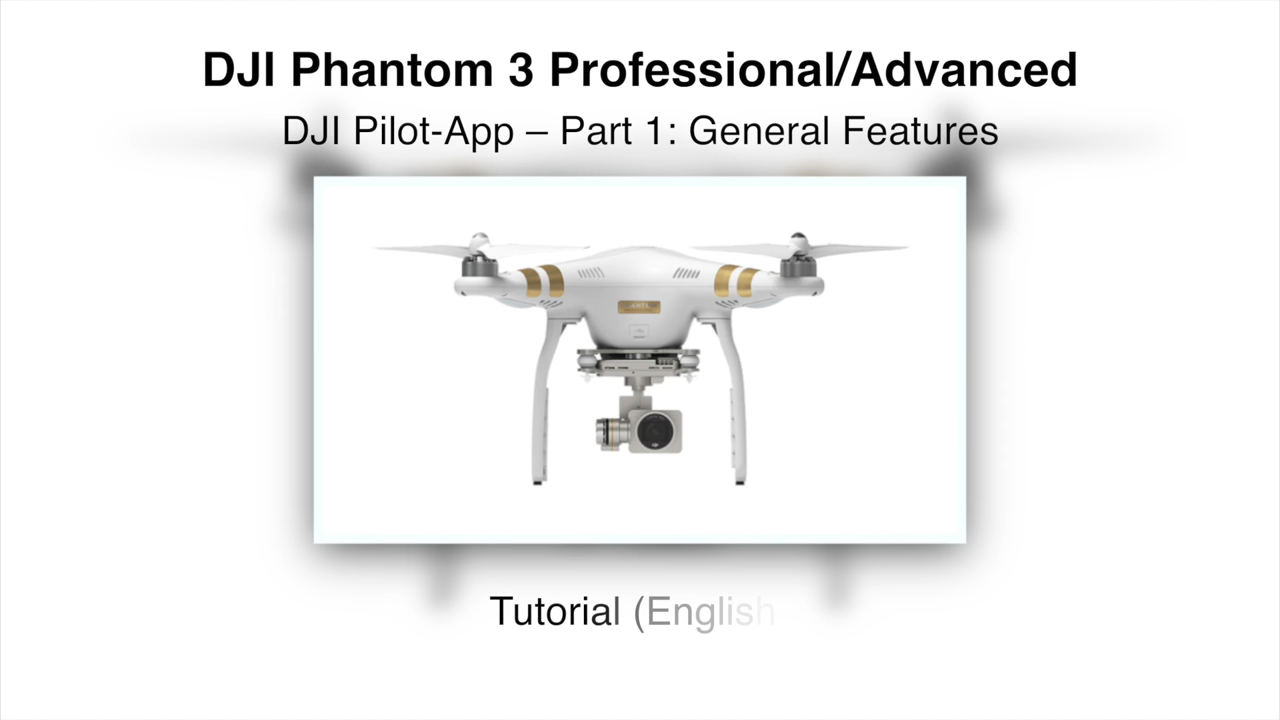 DJI Phantom 3 Professional/Advanced
DJI Pilot-App – Part 1: General Features
Tutorial (English